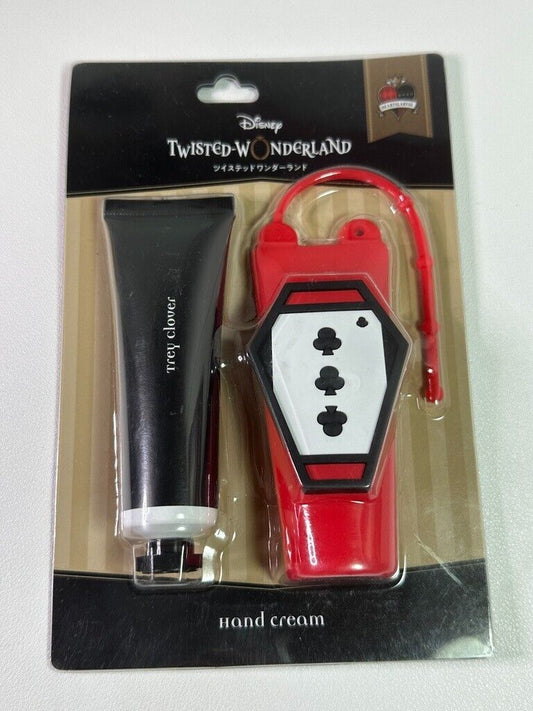 HEARTSLABYUL
Disney
TWISTED-WONDERLAND
ツイステッドワンダーランド
Trey Clover
Hand Cream